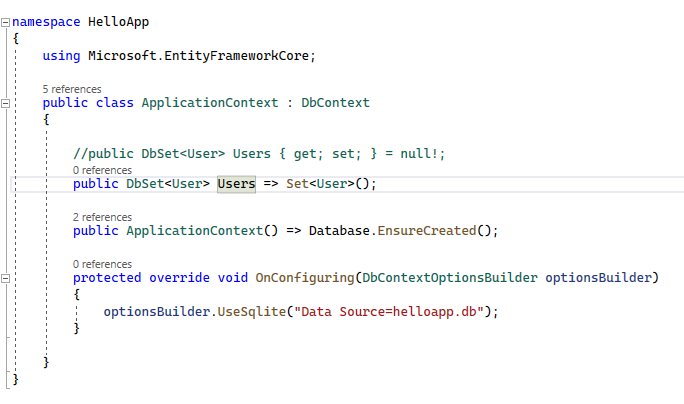 namespace HelloApp
{
using Microsoft.EntityFrameworkCore;
5 references
public class ApplicationContext : DbContext
{
//public DbSet<User> Users { get; set; } = null!;
0 references
public DbSet<User> Users => Set<User>();
2 references
public ApplicationContext() => Database.EnsureCreated();
0 references
protected override void OnConfiguring(DbContextOptionsBuilder optionsBuilder)
{
optionsBuilder.UseSqlite("Data Source=helloapp.db");
}
}
}